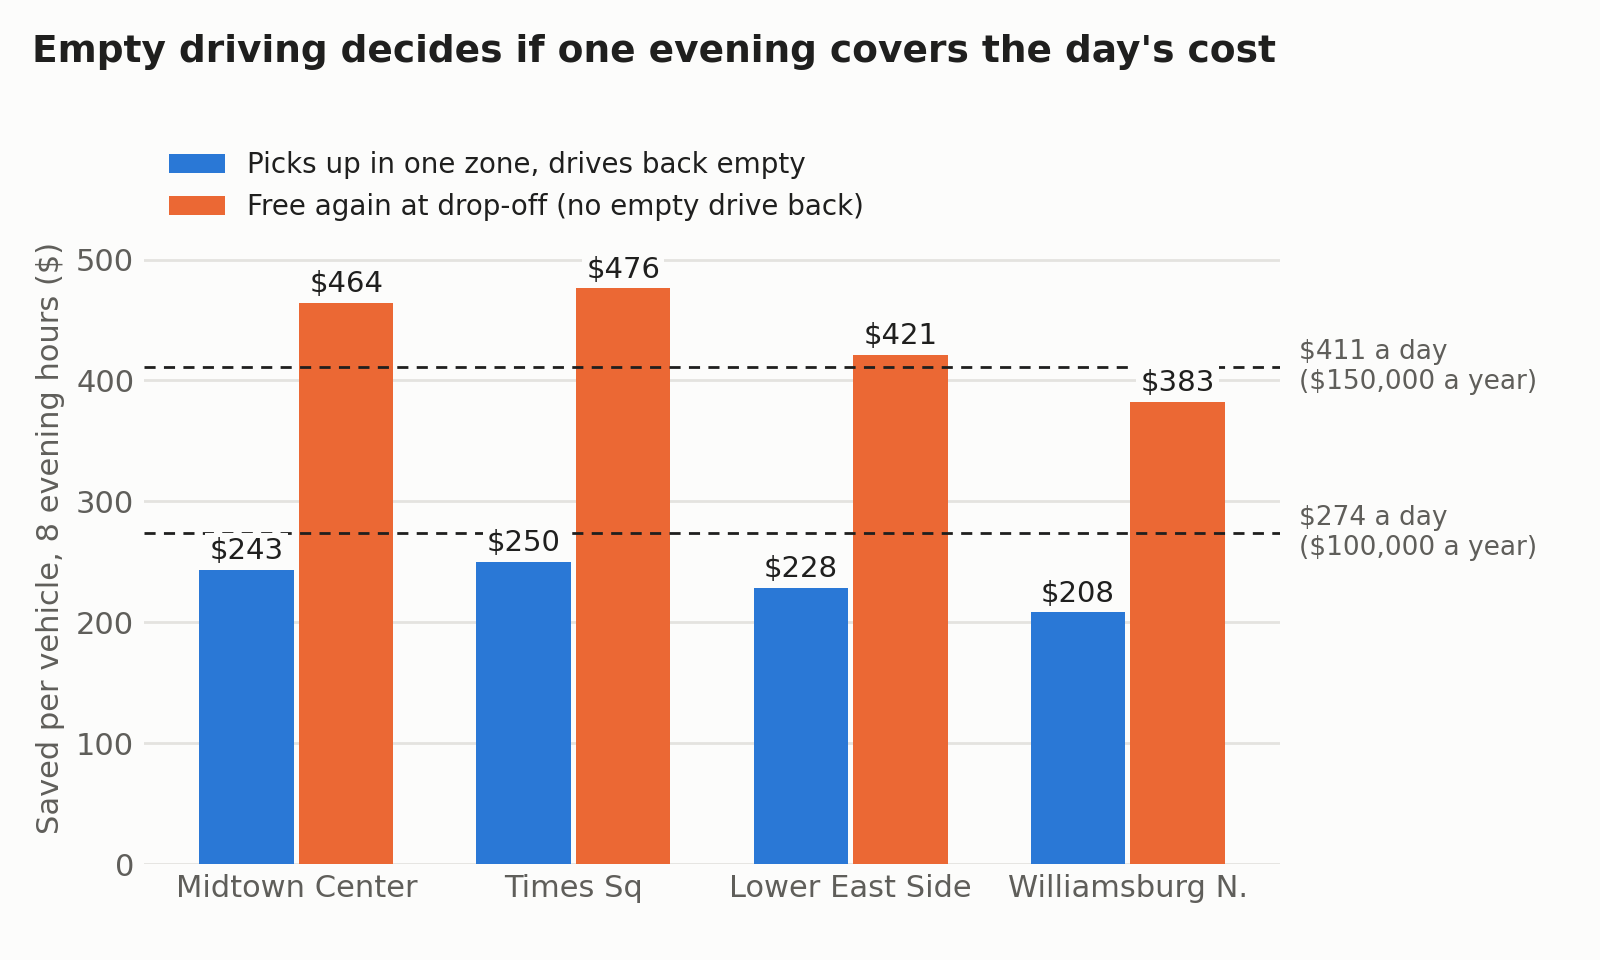 Empty driving decides if one evening covers the day's cost
Picks up in one zone, drives back empty
Free again at drop-off (no empty drive back)
Saved per vehicle, 8 evening hours ($)
500
400
300
200
100
0
$464
$476
$421
$383
$243
$250
$228
$208
$411 a day
($150,000 a year)
$274 a day
($100,000 a year)
Midtown Center
Times Sq
Lower East Side
Williamsburg N.